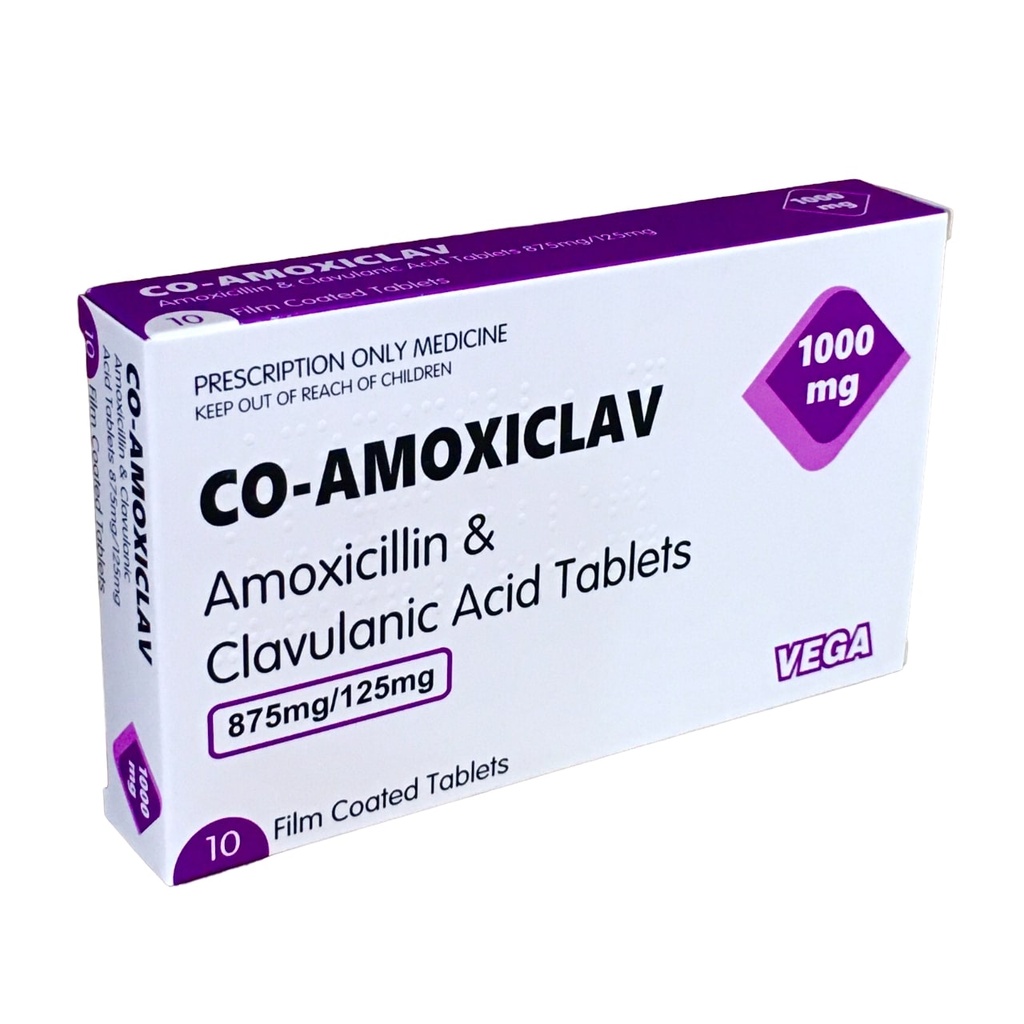 CO-AMOXICLAV
Amoxicillin & Clavulanic Acid Tablets 875mg/125mg
10 Film Coated Tablets
1000
mg
PRESCRIPTION ONLY MEDICINE
KEEP OUT OF REACH OF CHILDREN
CO-AMOXICLAV
Amoxicillin &
Clavulanic Acid Tablets
875mg/125mg
10 Film Coated Tablets
1000
mg
VEGA
CO-AMOXICLAV
Amoxicillin & Clavulanic
Acid Tablets 875mg/125mg
10 Film Coated Tablets
1000
mg